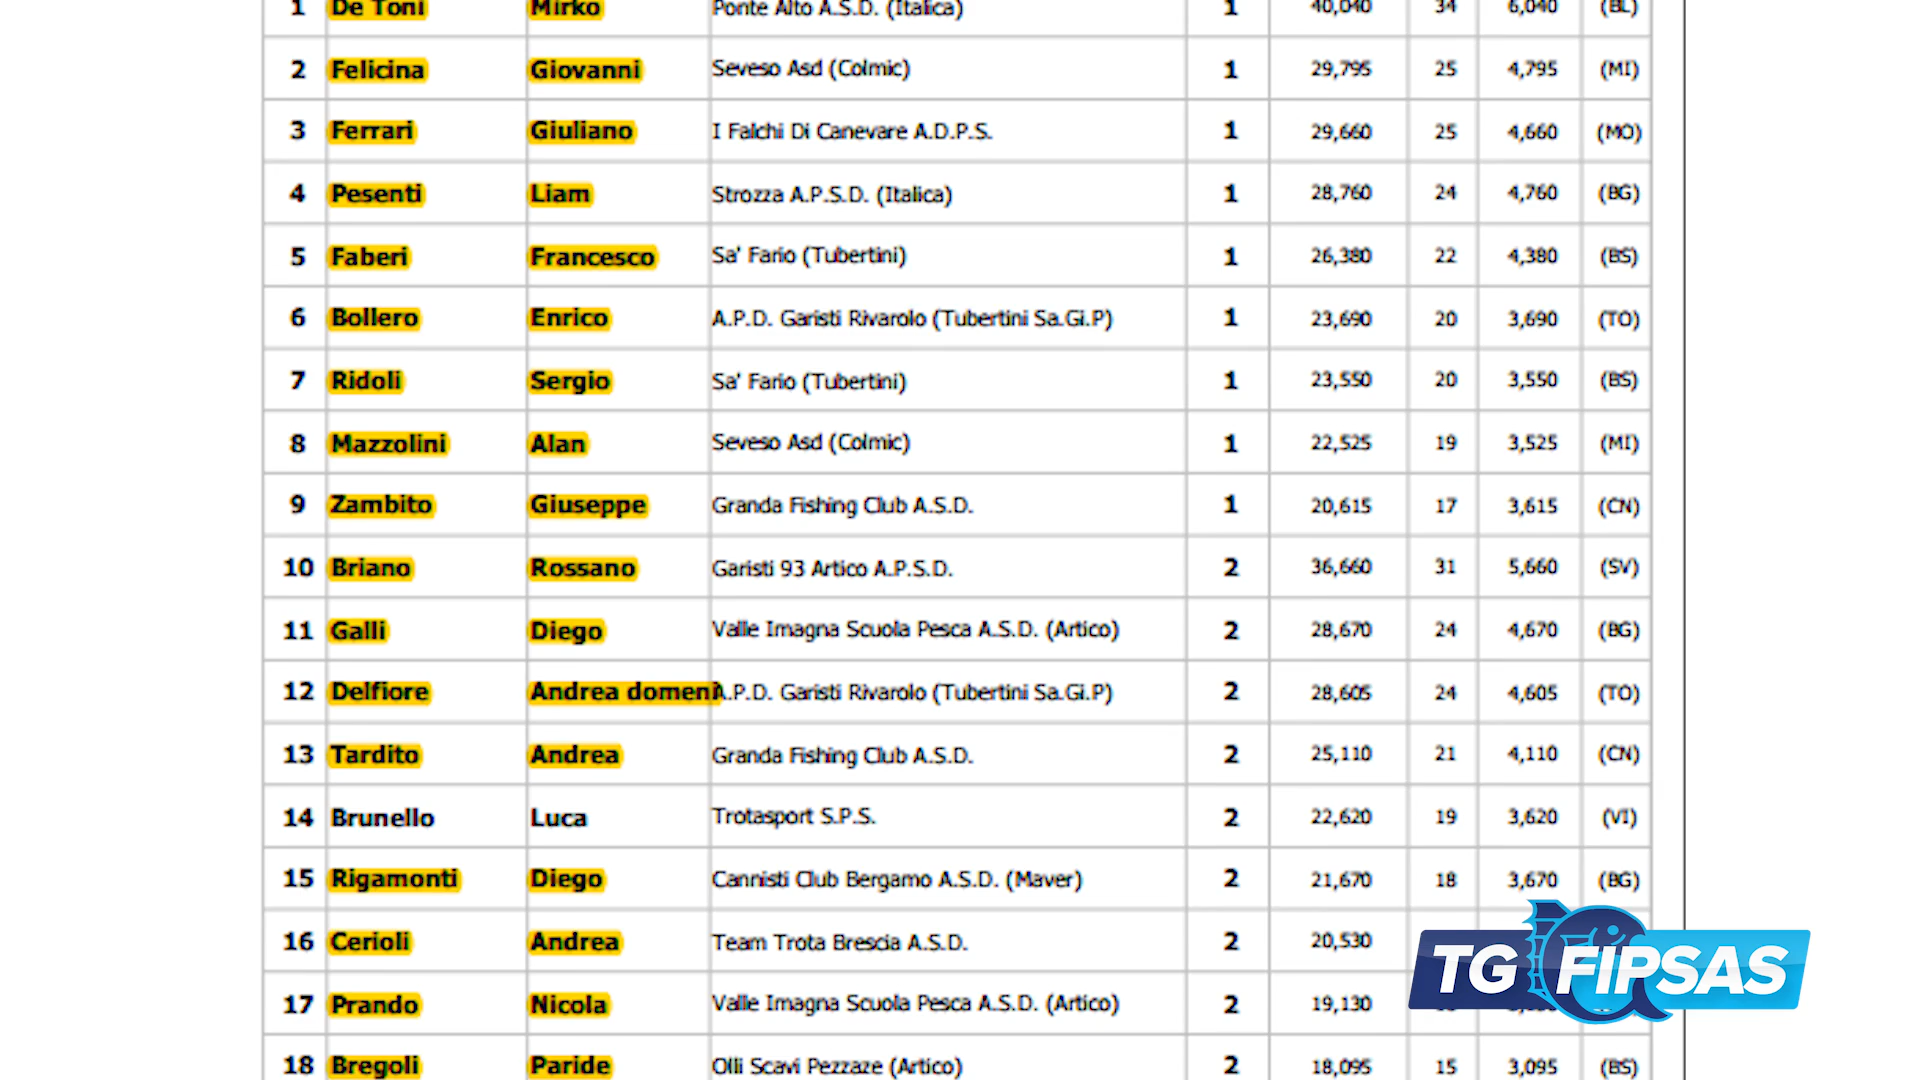 1 De Toni Mirko Ponte Alto A.S.D. (Italica) 1 40,040 34 6,040 (BL)
2 Felicina Giovanni Seveso Asd (Colmic) 1 29,795 25 4,795 (MI)
3 Ferrari Giuliano I Falchi Di Canevare A.D.P.S. 1 29,660 25 4,660 (MO)
4 Pesenti Liam Strozza A.P.S.D. (Italica) 1 28,760 24 4,760 (BG)
5 Faberi Francesco Sa' Fario (Tubertini) 1 26,380 22 4,380 (BS)
6 Bollero Enrico A.P.D. Garisti Rivarolo (Tubertini Sa.Gi.P) 1 23,690 20 3,690 (TO)
7 Ridoli Sergio Sa' Fario (Tubertini) 1 23,550 20 3,550 (BS)
8 Mazzolini Alan Seveso Asd (Colmic) 1 22,525 19 3,525 (MI)
9 Zambito Giuseppe Granda Fishing Club A.S.D. 1 20,615 17 3,615 (CN)
10 Briano Rossano Garisti 93 Artico A.P.S.D. 2 36,660 31 5,660 (SV)
11 Galli Diego Valle Imagna Scuola Pesca A.S.D. (Artico) 2 28,670 24 4,670 (BG)
12 Delfiore Andrea domeni A.P.D. Garisti Rivarolo (Tubertini Sa.Gi.P) 2 28,605 24 4,605 (TO)
13 Tardito Andrea Granda Fishing Club A.S.D. 2 25,110 21 4,110 (CN)
14 Brunello Luca Trotasport S.P.S. 2 22,620 19 3,620 (VI)
15 Rigamonti Diego Cannisti Club Bergamo A.S.D. (Maver) 2 21,670 18 3,670 (BG)
16 Cerioli Andrea Team Trota Brescia A.S.D. 2 20,530
17 Prando Nicola Valle Imagna Scuola Pesca A.S.D. (Artico) 2 19,130
18 Bregoli Paride Olli Scavi Pezzaze (Artico) 2 18,095 15 3,095 (BS)
TG FIPSAS